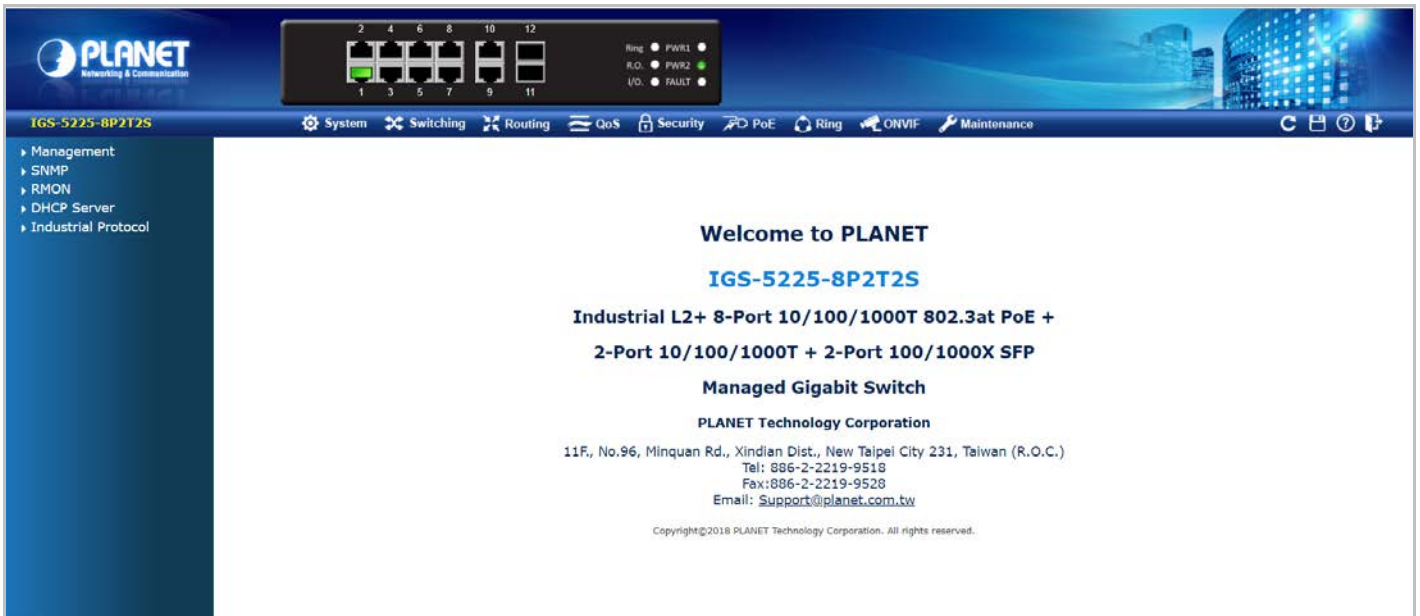 PLANET
Networking & Communication
2 4 6 8 10 12
Ring PWR1
R.O. PWR2
I/O. FAULT
1 3 5 7 9 11
IGS-5225-8P2T2S
System Switching Routing QoS Security PoE Ring ONVIF Maintenance
Management
SNMP
RMON
DHCP Server
Industrial Protocol
Welcome to PLANET
IGS-5225-8P2T2S
Industrial L2+ 8-Port 10/100/1000T 802.3at PoE +
2-Port 10/100/1000T + 2-Port 100/1000X SFP
Managed Gigabit Switch
PLANET Technology Corporation
11F., No.96, Minquan Rd., Xindian Dist., New Taipei City 231, Taiwan (R.O.C.)
Tel: 886-2-2219-9518
Fax:886-2-2219-9528
Email: Support@planet.com.tw
Copyright©2018 PLANET Technology Corporation. All rights reserved.